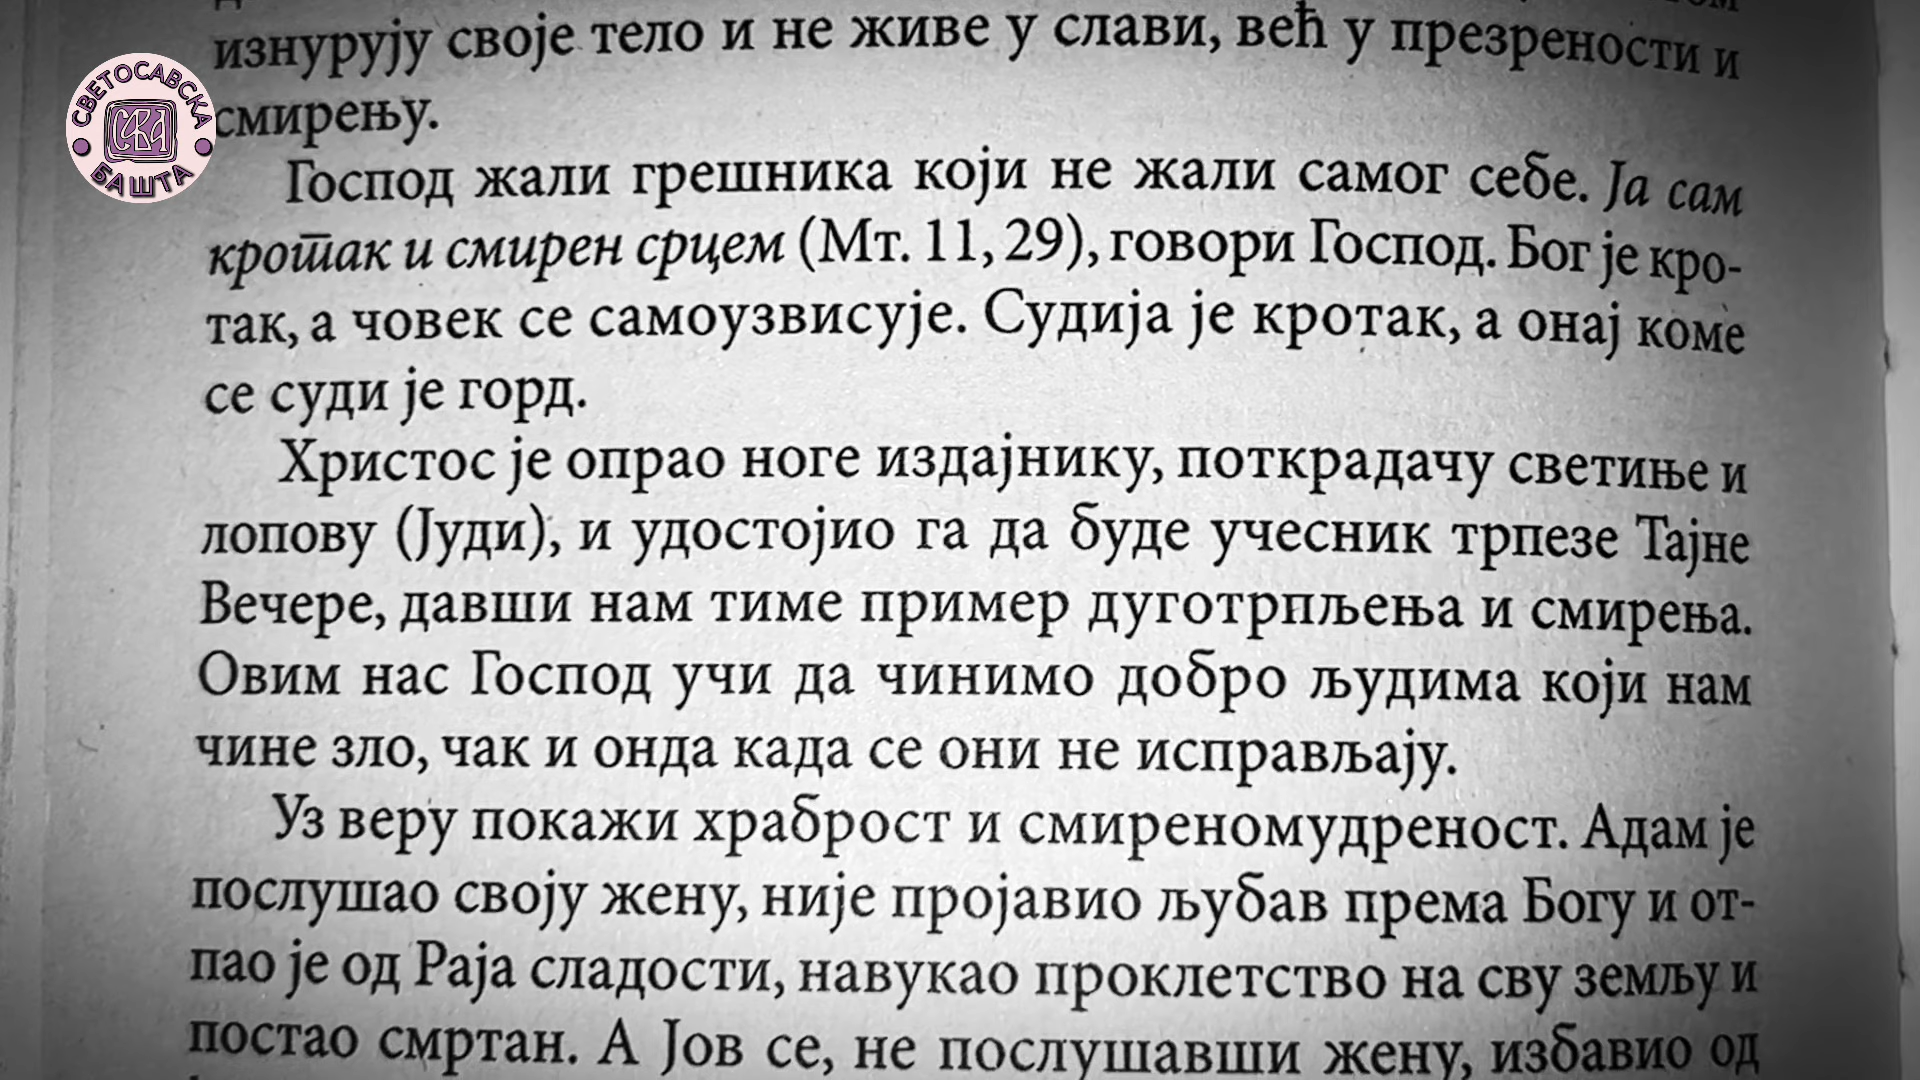 изнурују своје тело и не живе у слави, већ у презрености и
смирењу.
СВЕТОСАВСКА
БАШТА
Господ жали грешника који не жали самог себе. Ја сам
кротак и смирен срцем (Мт. 11, 29), говори Господ. Бог је кро-
так, а човек се самоузвисује. Судија је кротак, а онај коме
се суди је горд.
Христос је опрао ноге издајнику, поткрадачу светиње и
лопову (Јуди), и удостојио га да буде учесник трпезе Тајне
Вечере, давши нам тиме пример дуготрпљења и смирења.
Овим нас Господ учи да чинимо добро људима који нам
чине зло, чак и онда када се они не исправљају.
Уз веру покажи храброст и смиреномудреност. Адам је
послушао своју жену, није пројавио љубав према Богу и от-
пао је од Раја сладости, навукао проклетство на сву земљу и
постао смртан. А Јов се, не послушавши жену, избавио од